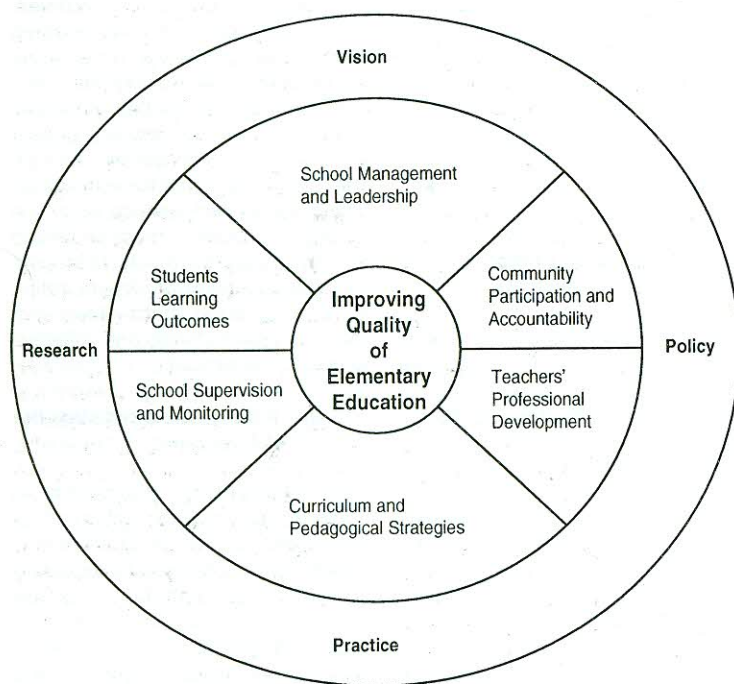 Vision
School Management
and Leadership
Students
Learning
Outcomes
Community
Participation and
Accountability
Improving
Quality
of
Elementary
Education
Research
Policy
School Supervision
and Monitoring
Teachers'
Professional
Development
Curriculum and
Pedagogical Strategies
Practice